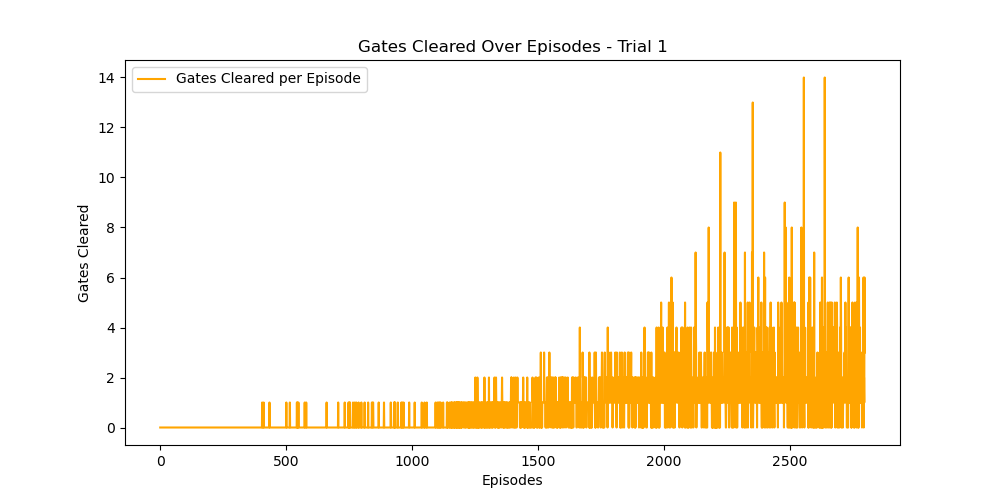 Gates Cleared Over Episodes - Trial 1
Gates Cleared per Episode
14
12
10
8
6
4
2
0
Gates Cleared
0 500 1000 1500 2000 2500
Episodes